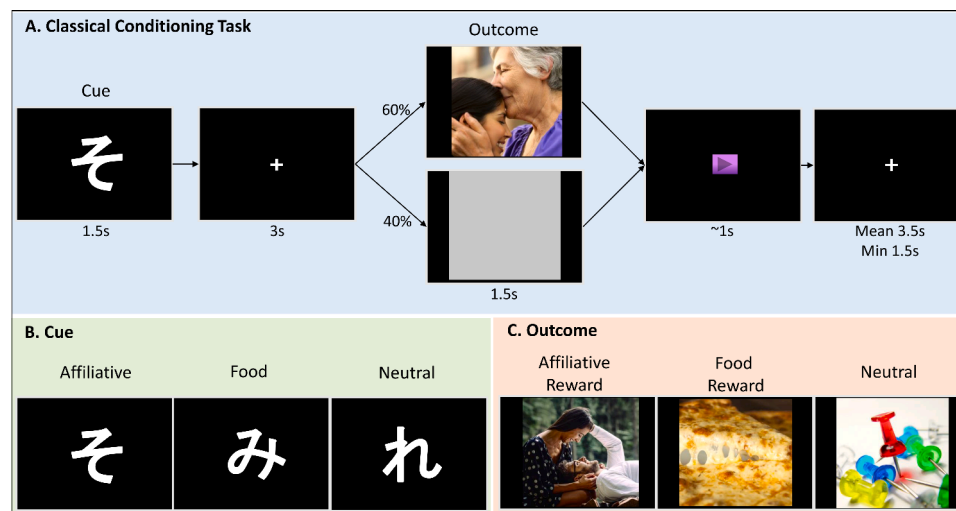 A. Classical Conditioning Task
Outcome
Cue
60%
そ
+
+
40%
1.5s
3s
~1s
Mean 3.5s
Min 1.5s
1.5s
B. Cue
Affiliative
Food
Neutral
そ
み
れ
C. Outcome
Affiliative
Reward
Food
Reward
Neutral